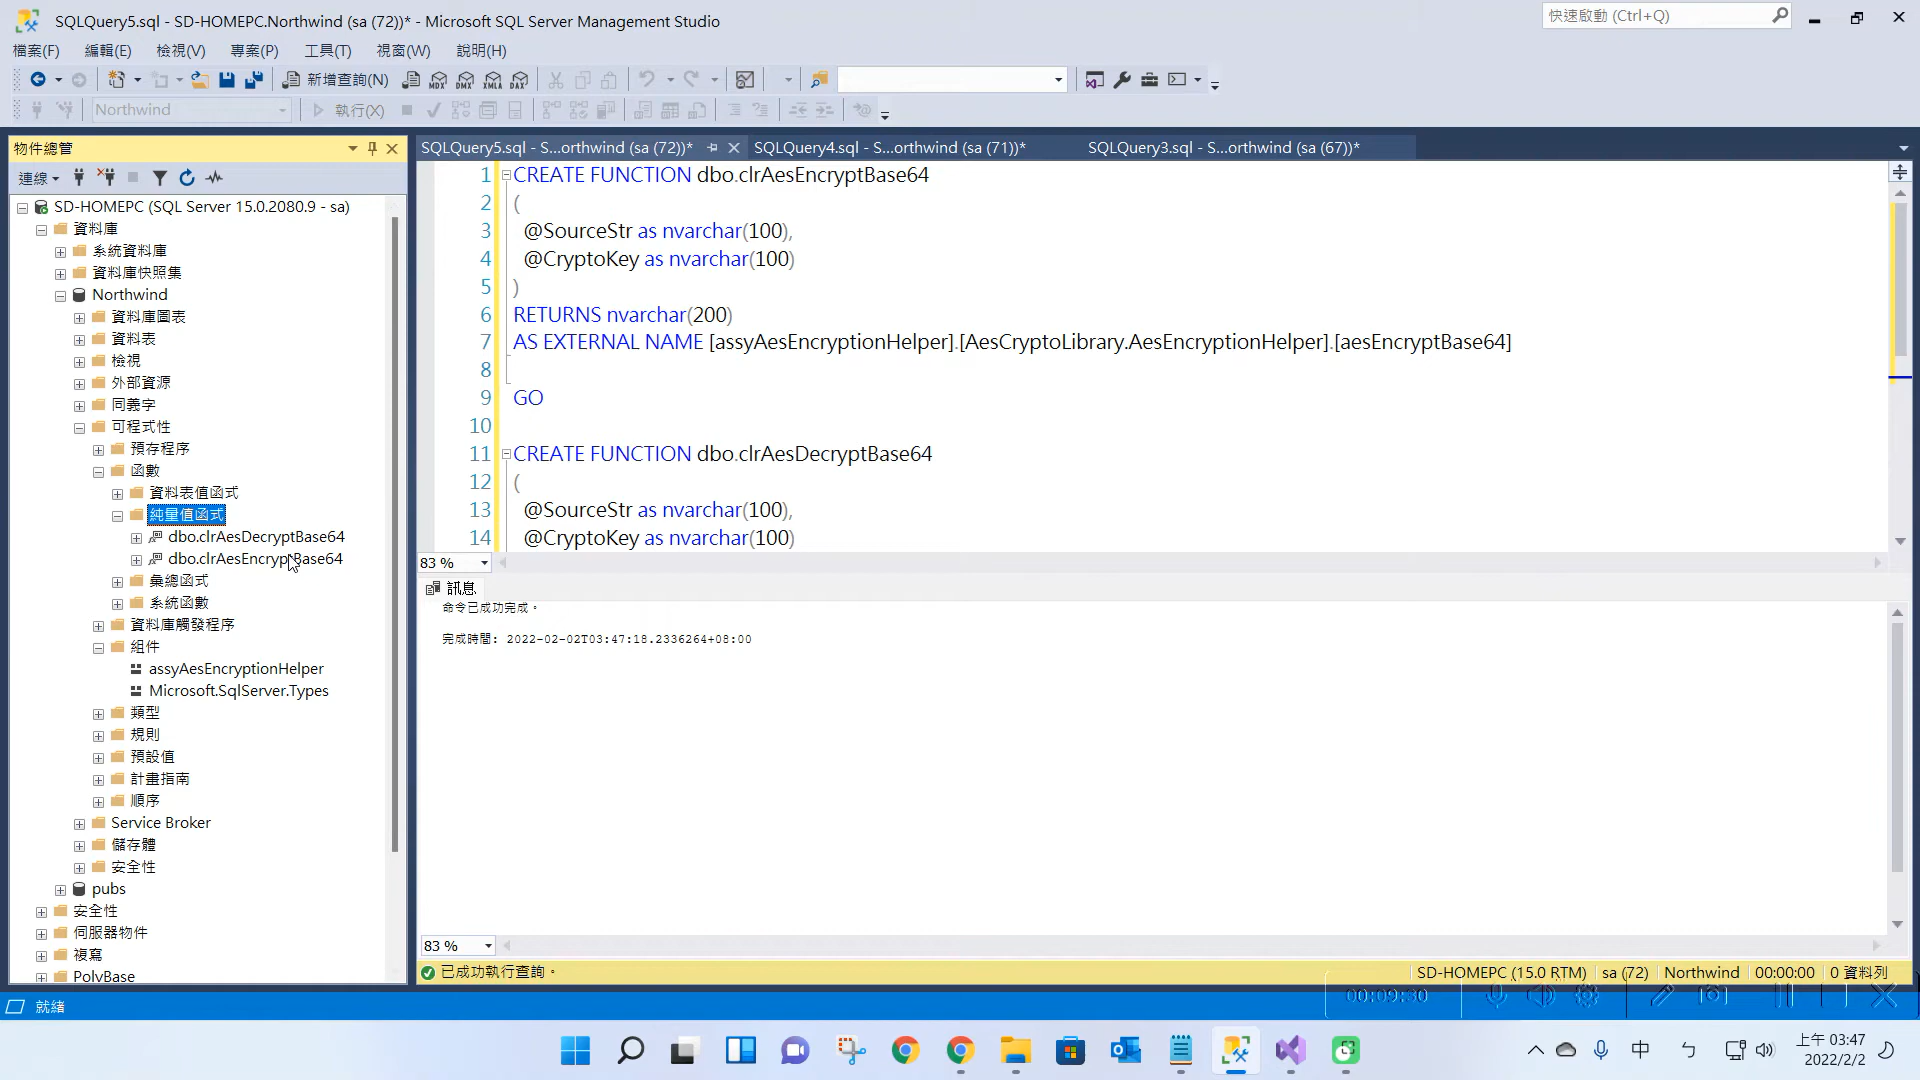 SQLQuery5.sql - SD-HOMEPC.Northwind (sa (72))* - Microsoft SQL Server Management Studio
快速啟動 (Ctrl+Q)
檔案(F) 編輯(E) 檢視(V) 專案(P) 工具(T) 視窗(W) 說明(H)
新增查詢(N) MDX DMX XMLA DAX
Northwind 執行(X)
物件總管
連線
SD-HOMEPC (SQL Server 15.0.2080.9 - sa)
資料庫
系統資料庫
資料庫快照集
Northwind
資料庫圖表
資料表
檢視
外部資源
同義字
可程式性
預存程序
函數
資料表值函式
純量值函式
dbo.clrAesDecryptBase64
dbo.clrAesEncryptBase64
彙總函式
系統函數
資料庫觸發程序
組件
assyAesEncryptionHelper
Microsoft.SqlServer.Types
類型
規則
預設值
計畫指南
順序
Service Broker
儲存體
安全性
pubs
安全性
伺服器物件
複寫
PolyBase
SQLQuery5.sql - S...orthwind (sa (72))* SQLQuery4.sql - S...orthwind (sa (71))* SQLQuery3.sql - S...orthwind (sa (67))*
1 CREATE FUNCTION dbo.clrAesEncryptBase64
2 (
3 @SourceStr as nvarchar(100),
4 @CryptoKey as nvarchar(100)
5 )
6 RETURNS nvarchar(200)
7 AS EXTERNAL NAME [assyAesEncryptionHelper].[AesCryptoLibrary.AesEncryptionHelper].[aesEncryptBase64]
8
9 GO
10
11 CREATE FUNCTION dbo.clrAesDecryptBase64
12 (
13 @SourceStr as nvarchar(100),
14 @CryptoKey as nvarchar(100)
83 %
訊息
命令已成功完成。
完成時間: 2022-02-02T03:47:18.2336264+08:00
83 %
已成功執行查詢。 SD-HOMEPC (15.0 RTM) sa (72) Northwind 00:00:00 0 資料列
就緒 00:09:30
中 ㄅ 上午 03:47
2022/2/2